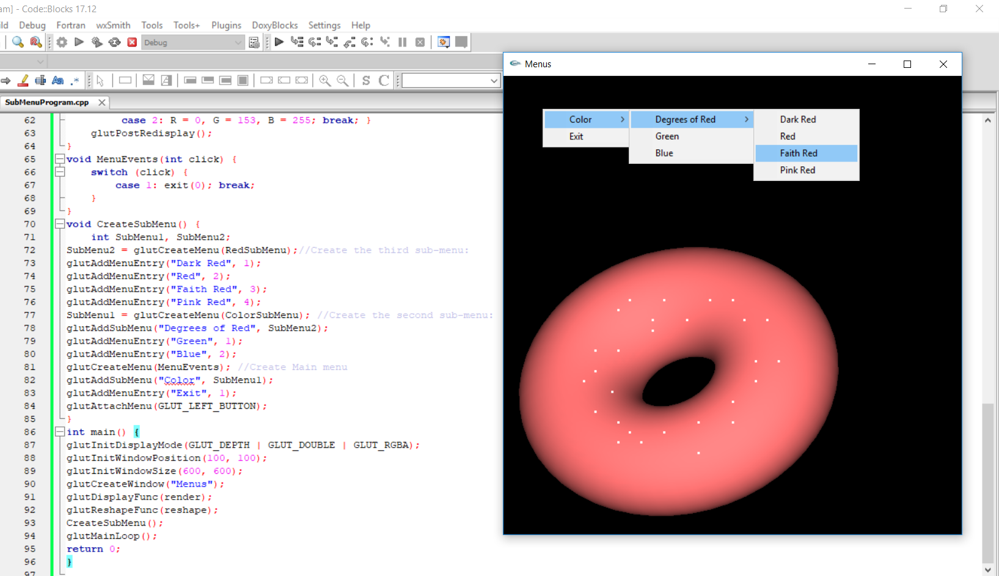 am] - Code::Blocks 17.12
ild Debug Fortran wxSmith Tools Tools+ Plugins DoxyBlocks Settings Help
Debug
SubMenuProgram.cpp
62 case 2: R = 0, G = 153, B = 255; break; }
63 glutPostRedisplay();
64 }
65 void MenuEvents(int click) {
66 switch (click) {
67 case 1: exit(0); break;
68 }
69 }
70 void CreateSubMenu() {
71 int SubMenu1, SubMenu2;
72 SubMenu2 = glutCreateMenu(RedSubMenu);//Create the third sub-menu:
73 glutAddMenuEntry("Dark Red", 1);
74 glutAddMenuEntry("Red", 2);
75 glutAddMenuEntry("Faith Red", 3);
76 glutAddMenuEntry("Pink Red", 4);
77 SubMenu1 = glutCreateMenu(ColorSubMenu); //Create the second sub-menu:
78 glutAddSubMenu("Degrees of Red", SubMenu2);
79 glutAddMenuEntry("Green", 1);
80 glutAddMenuEntry("Blue", 2);
81 glutCreateMenu(MenuEvents); //Create Main menu
82 glutAddSubMenu("Color", SubMenu1);
83 glutAddMenuEntry("Exit", 1);
84 glutAttachMenu(GLUT_LEFT_BUTTON);
85 }
86 int main() {
87 glutInitDisplayMode(GLUT_DEPTH | GLUT_DOUBLE | GLUT_RGBA);
88 glutInitWindowPosition(100, 100);
89 glutInitWindowSize(600, 600);
90 glutCreateWindow("Menus");
91 glutDisplayFunc(render);
92 glutReshapeFunc(reshape);
93 CreateSubMenu();
94 glutMainLoop();
95 return 0;
96 }
97
Menus
Color
Exit
Degrees of Red
Green
Blue
Dark Red
Red
Faith Red
Pink Red